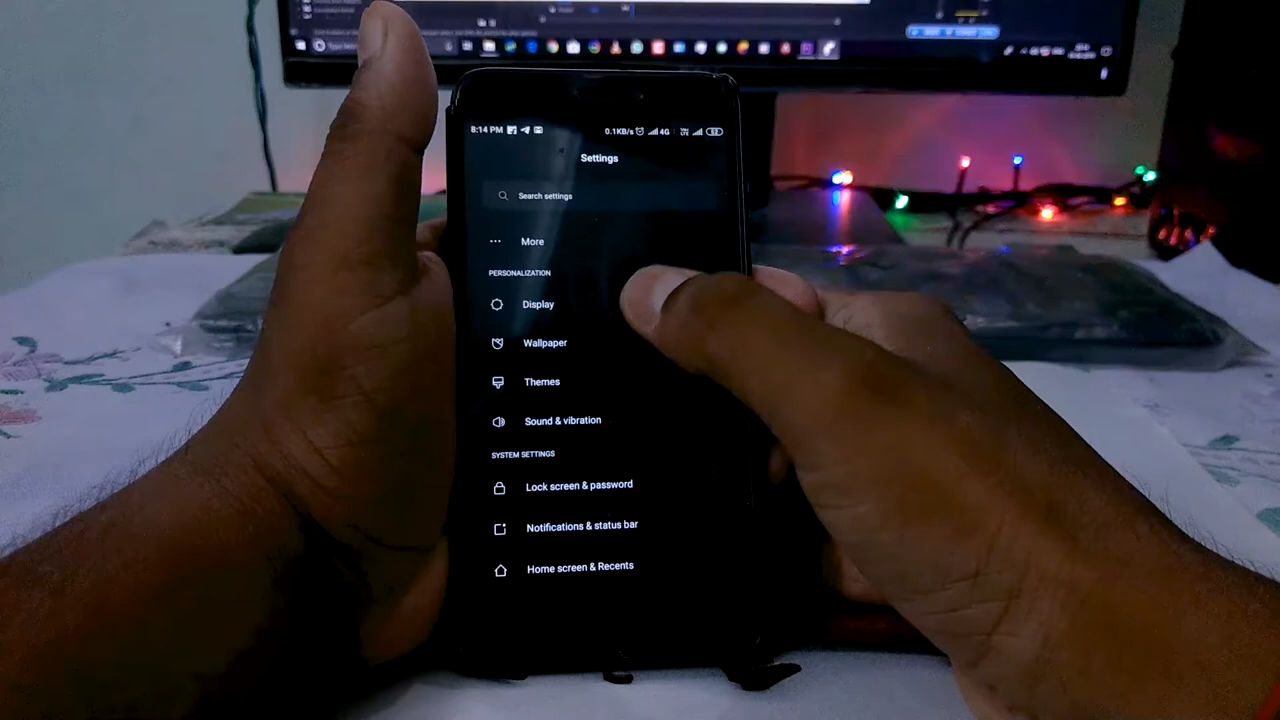 8:14 PM 0.1KB/s 4G 53
Settings
Search settings
More
PERSONALIZATION
Display
Wallpaper
Themes
Sound & vibration
SYSTEM SETTINGS
Lock screen & password
Notifications & status bar
Home screen & Recents